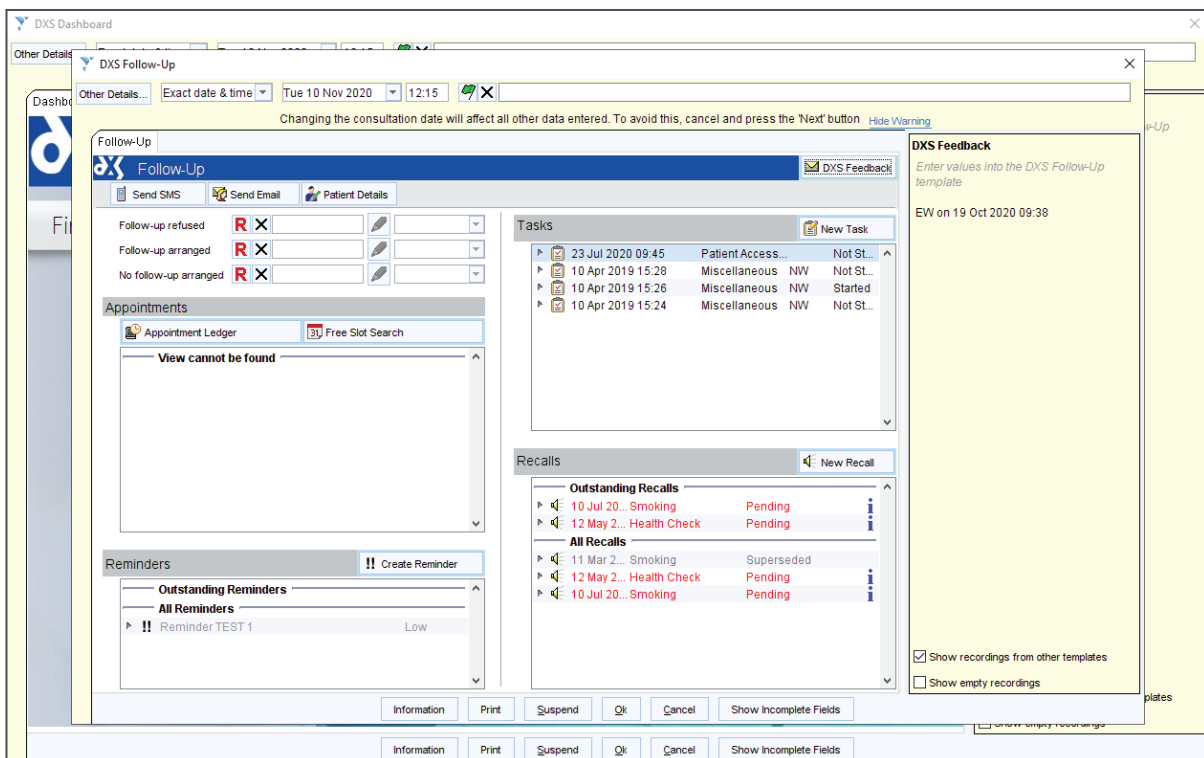 DXS Dashboard
Other Details
DXS Follow-Up
Other Details... Exact date & time Tue 10 Nov 2020 12:15
Changing the consultation date will affect all other data entered. To avoid this, cancel and press the 'Next' button Hide Warning
Dashbo
Follow-Up
Follow-Up
DXS Feedback
Send SMS Send Email Patient Details
Fi
Follow-up refused R
Follow-up arranged R
No follow-up arranged R
Appointments
Appointment Ledger 31 Free Slot Search
View cannot be found
Reminders !! Create Reminder
Outstanding Reminders
All Reminders
!! Reminder TEST 1 Low
Tasks New Task
23 Jul 2020 09:45 Patient Access... Not St...
10 Apr 2019 15:28 Miscellaneous NW Not St...
10 Apr 2019 15:26 Miscellaneous NW Started
10 Apr 2019 15:24 Miscellaneous NW Not St...
Recalls New Recall
Outstanding Recalls
10 Jul 20... Smoking Pending i
12 May 2... Health Check Pending i
All Recalls
11 Mar 2... Smoking Superseded
12 May 2... Health Check Pending i
10 Jul 20... Smoking Pending i
DXS Feedback
Enter values into the DXS Follow-Up
template
EW on 19 Oct 2020 09:38
Show recordings from other templates
Show empty recordings
w-Up
plates
Information Print Suspend Ok Cancel Show Incomplete Fields
Information Print Suspend Ok Cancel Show Incomplete Fields